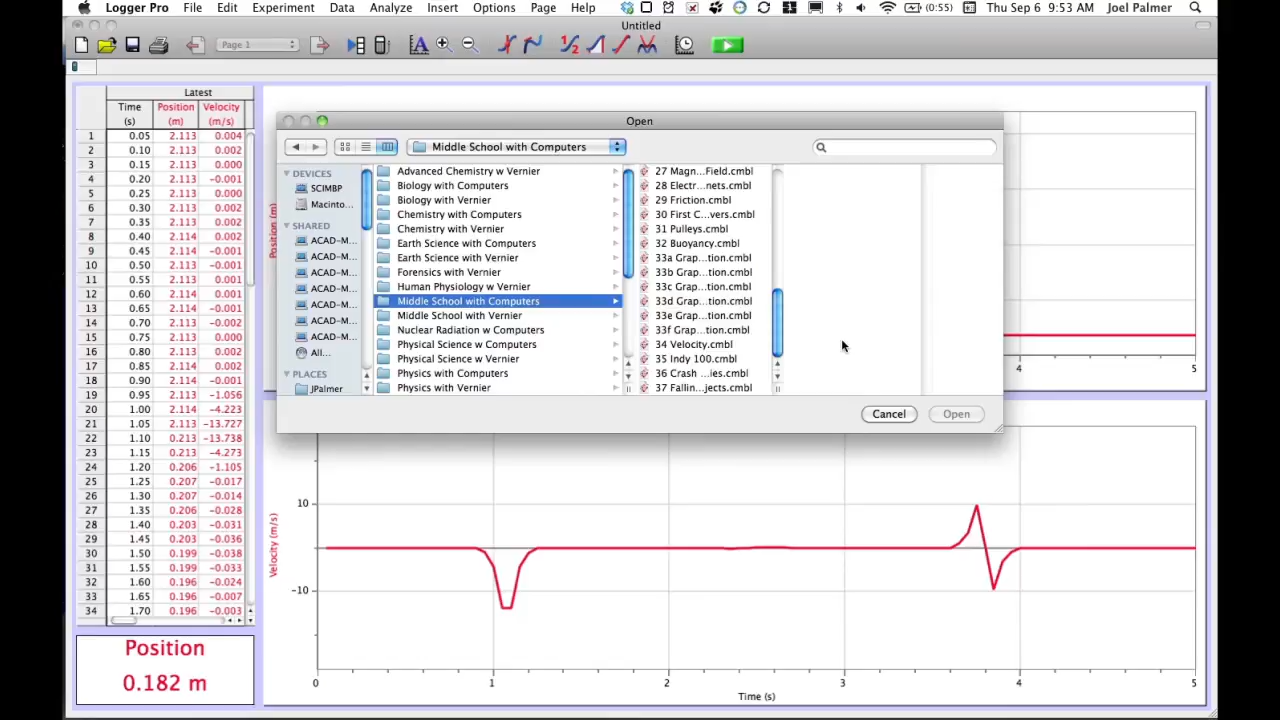 Logger Pro File Edit Experiment Data Analyze Insert Options Page Help (0:55) Thu Sep 6 9:53 AM Joel Palmer
Untitled
Page 1
Latest
Time Position Velocity
(s) (m) (m/s)
1 0.05 2.113 0.004
2 0.10 2.113 0.002
3 0.15 2.113 0.000
4 0.20 2.113 -0.001
5 0.25 2.113 0.000
6 0.30 2.113 0.002
7 0.35 2.113 0.002
8 0.40 2.114 0.002
9 0.45 2.114 -0.001
10 0.50 2.113 -0.001
11 0.55 2.113 0.000
12 0.60 2.114 0.001
13 0.65 2.114 -0.001
14 0.70 2.113 -0.002
15 0.75 2.113 0.000
16 0.80 2.113 0.002
17 0.85 2.114 0.000
18 0.90 2.114 -0.001
19 0.95 2.113 -1.056
20 1.00 2.114 -4.223
21 1.05 2.113 -13.727
22 1.10 0.213 -13.738
23 1.15 0.213 -4.273
24 1.20 0.206 -1.105
25 1.25 0.207 -0.017
26 1.30 0.207 -0.014
27 1.35 0.206 -0.028
28 1.40 0.203 -0.031
29 1.45 0.203 -0.036
30 1.50 0.199 -0.038
31 1.55 0.199 -0.033
32 1.60 0.196 -0.024
33 1.65 0.196 -0.007
34 1.70 0.196 -0.003
Position
0.182 m
Open
Middle School with Computers
DEVICES
SCIMBP
Macinto...
SHARED
ACAD-M...
ACAD-M...
ACAD-M...
ACAD-M...
ACAD-M...
ACAD-M...
ACAD-M...
All...
PLACES
JPalmer
Advanced Chemistry w Vernier
Biology with Computers
Biology with Vernier
Chemistry with Computers
Chemistry with Vernier
Earth Science with Computers
Earth Science with Vernier
Forensics with Vernier
Human Physiology w Vernier
Middle School with Computers
Middle School with Vernier
Nuclear Radiation w Computers
Physical Science w Computers
Physical Science w Vernier
Physics with Computers
Physics with Vernier
27 Magn...Field.cmbl
28 Electr...nets.cmbl
29 Friction.cmbl
30 First C...vers.cmbl
31 Pulleys.cmbl
32 Buoyancy.cmbl
33a Grap...tion.cmbl
33b Grap...tion.cmbl
33c Grap...tion.cmbl
33d Grap...tion.cmbl
33e Grap...tion.cmbl
33f Grap...tion.cmbl
34 Velocity.cmbl
35 Indy 100.cmbl
36 Crash ...ies.cmbl
37 Fallin...jects.cmbl
Cancel Open
4 5
10
-10
Velocity (m/s)
0 1 2 3 4 5
Time (s)